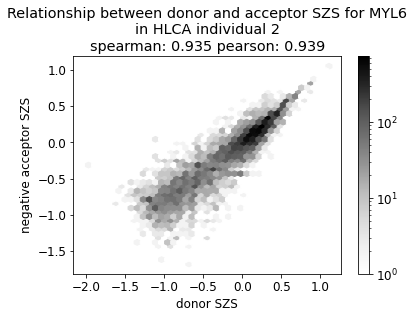 Relationship between donor and acceptor SZS for MYL6
in HLCA individual 2
spearman: 0.935 pearson: 0.939
1.0
0.5
0.0
−0.5
−1.0
−1.5
negative acceptor SZS
−2.0 −1.5 −1.0 −0.5 0.0 0.5 1.0
donor SZS
10²
10¹
10⁰